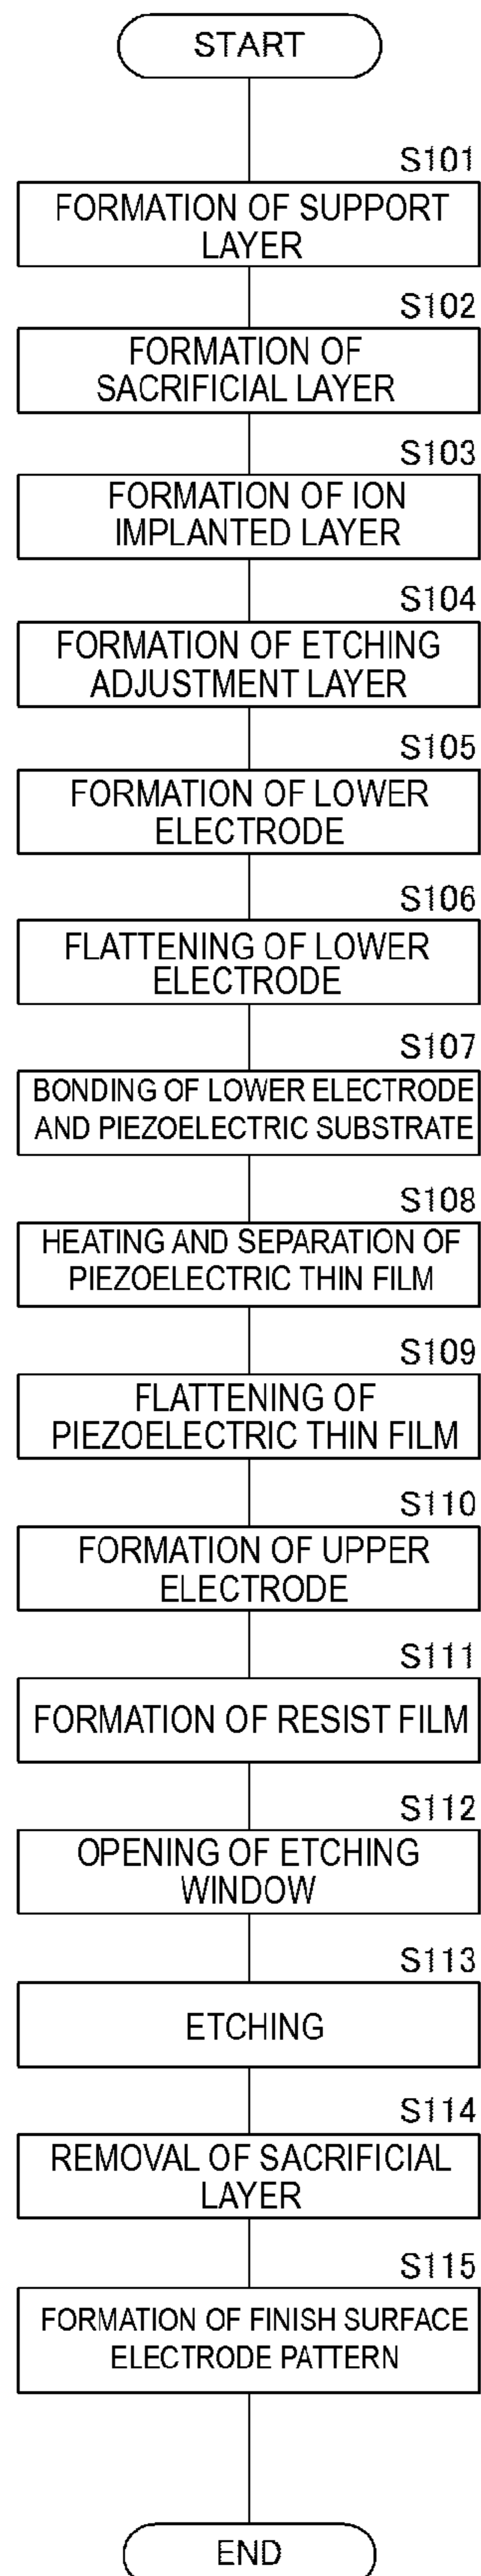 START
S101
FORMATION OF SUPPORT
LAYER
S102
FORMATION OF
SACRIFICIAL LAYER
S103
FORMATION OF ION
IMPLANTED LAYER
S104
FORMATION OF ETCHING
ADJUSTMENT LAYER
S105
FORMATION OF LOWER
ELECTRODE
S106
FLATTENING OF LOWER
ELECTRODE
S107
BONDING OF LOWER ELECTRODE
AND PIEZOELECTRIC SUBSTRATE
S108
HEATING AND SEPARATION OF
PIEZOELECTRIC THIN FILM
S109
FLATTENING OF
PIEZOELECTRIC THIN FILM
S110
FORMATION OF UPPER
ELECTRODE
S111
FORMATION OF RESIST FILM
S112
OPENING OF ETCHING
WINDOW
S113
ETCHING
S114
REMOVAL OF SACRIFICIAL
LAYER
S115
FORMATION OF FINISH SURFACE
ELECTRODE PATTERN
END